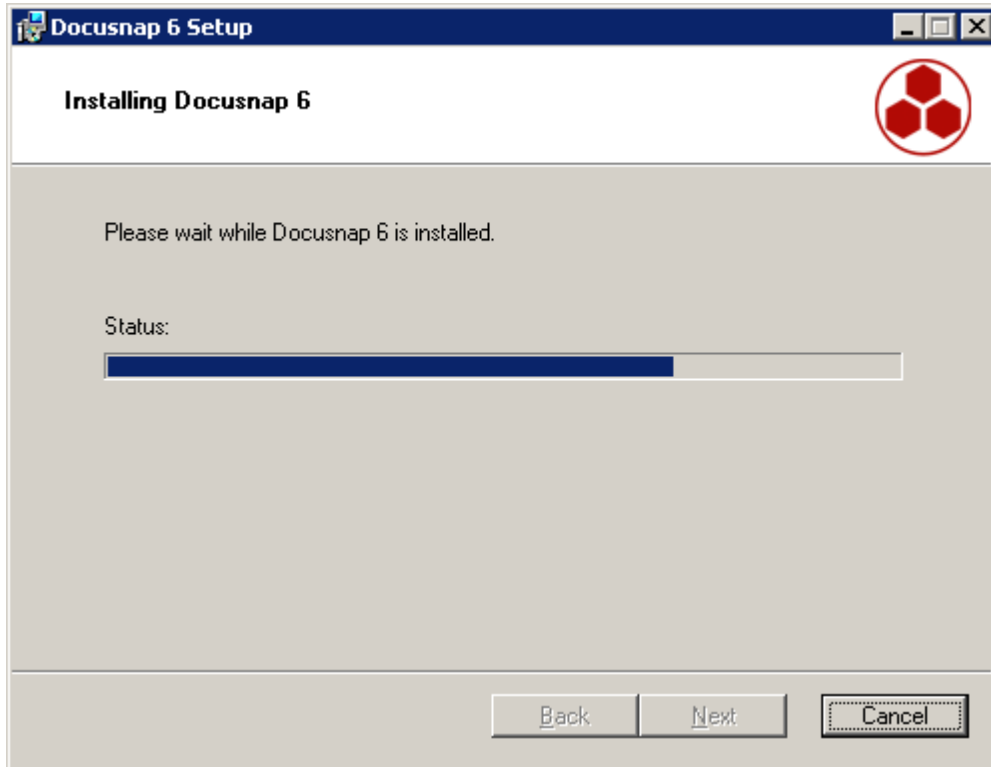 Docusnap 6 Setup
Installing Docusnap 6
Please wait while Docusnap 6 is installed.
Status:
Back Next Cancel